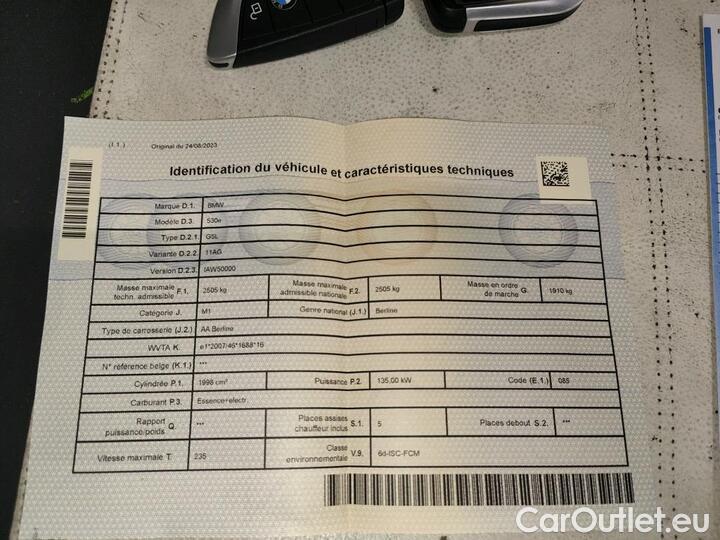 BMW
(I.1.) Original du 24/08/2023
Identification du véhicule et caractéristiques techniques
Marque D.1. BMW
Modèle D.3. 530e
Type D.2.1. G5L
Variante D.2.2. 11AG
Version D.2.3. IAW50000
Masse maximale techn. admissible F.1. 2505 kg Masse maximale admissible nationale F.2. 2505 kg Masse en ordre de marche G. 1910 kg
Catégorie J. M1 Genre national (J.1.) Berline
Type de carrosserie (J.2.) AA Berline
WVTA K. e1*2007/46*1688*16
N° référence belge (K.1.) ***
Cylindrée P.1. 1998 cm³ Puissance P.2. 135,00 kW Code (E.1.) 085
Carburant P.3. Essence+electr.
Rapport puissance/poids Q. *** Places assises chauffeur inclus S.1. 5 Places debout S.2. ***
Vitesse maximale T. 235 Classe environnementale V.9. 6d-ISC-FCM
CarOutlet.eu